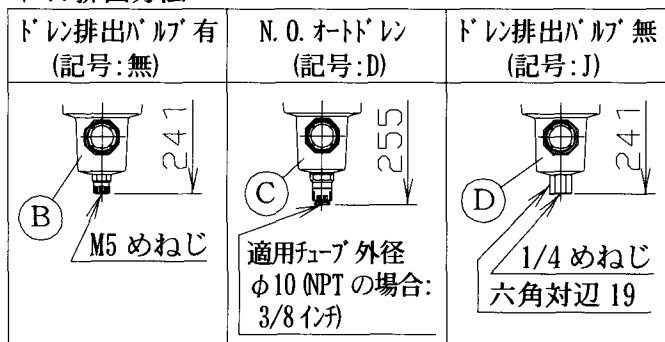 ドレン排出バルブ有
(記号:無)
N.O.オートドレン
(記号:D)
ドレン排出バルブ無
(記号:J)
241
B
M5 めねじ
255
C
適用チューブ外径
φ10 (NPTの場合:
3/8インチ)
241
D
1/4 めねじ
六角対辺 19